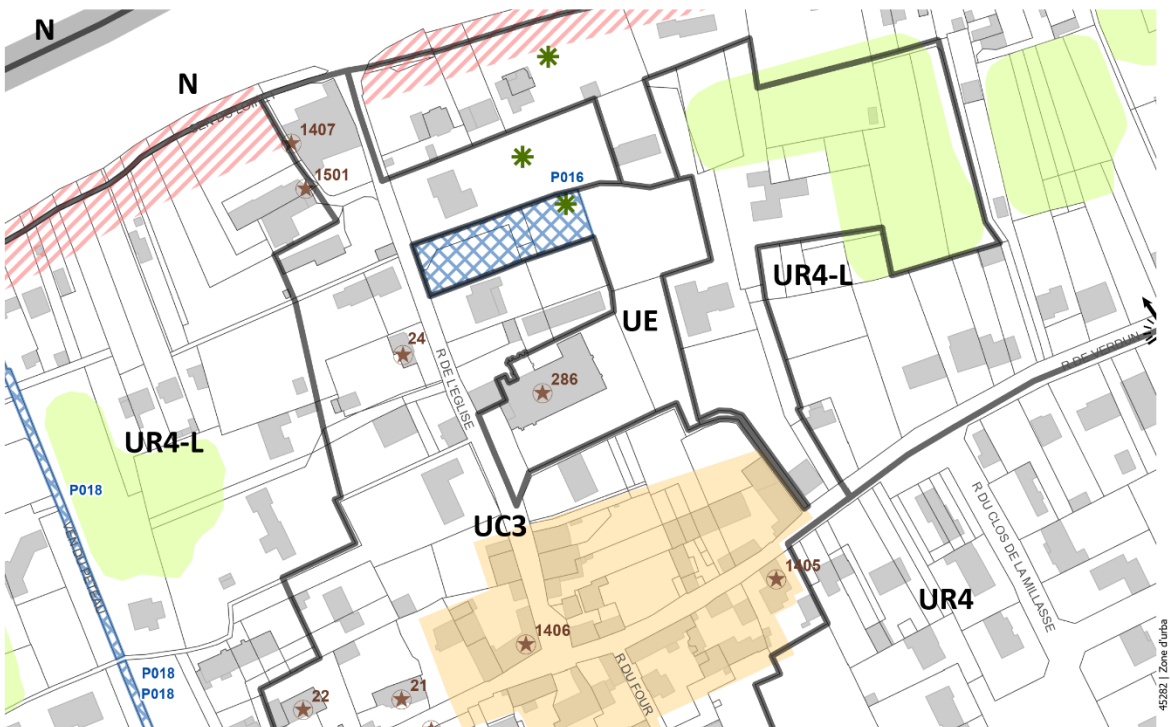 N
N
1407
1501
P016
UR4-L
UE
24
R DE L'EGLISE
286
R DE VERDUN
UR4-L
P018
UC3
R DU CLOS DE LA MILLASSE
1405
UR4
1406
R DU FOUR
P018
P018
22
21
45282 | Zone d'urba